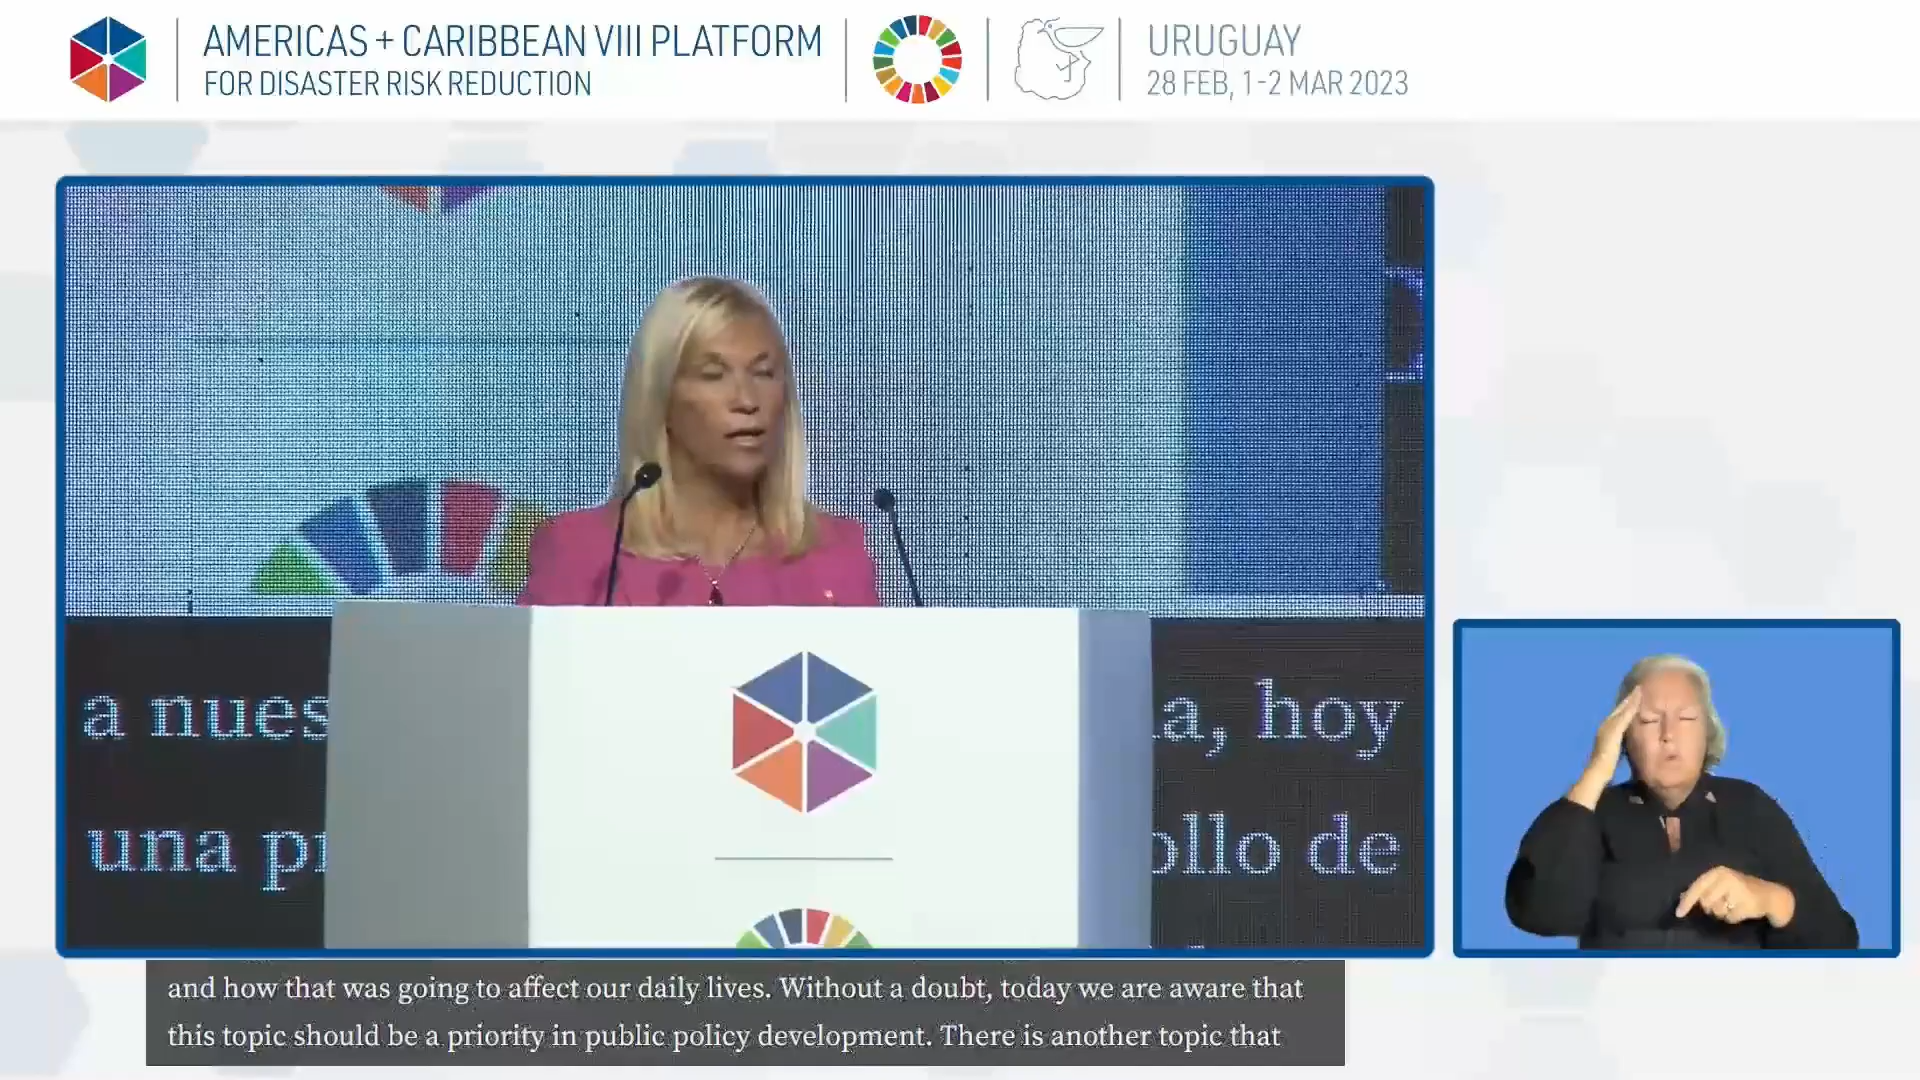 AMERICAS + CARIBBEAN VIII PLATFORM
FOR DISASTER RISK REDUCTION
URUGUAY
28 FEB, 1-2 MAR 2023
a nues
a, hoy
una pr
ollo de
and how that was going to affect our daily lives. Without a doubt, today we are aware that
this topic should be a priority in public policy development. There is another topic that